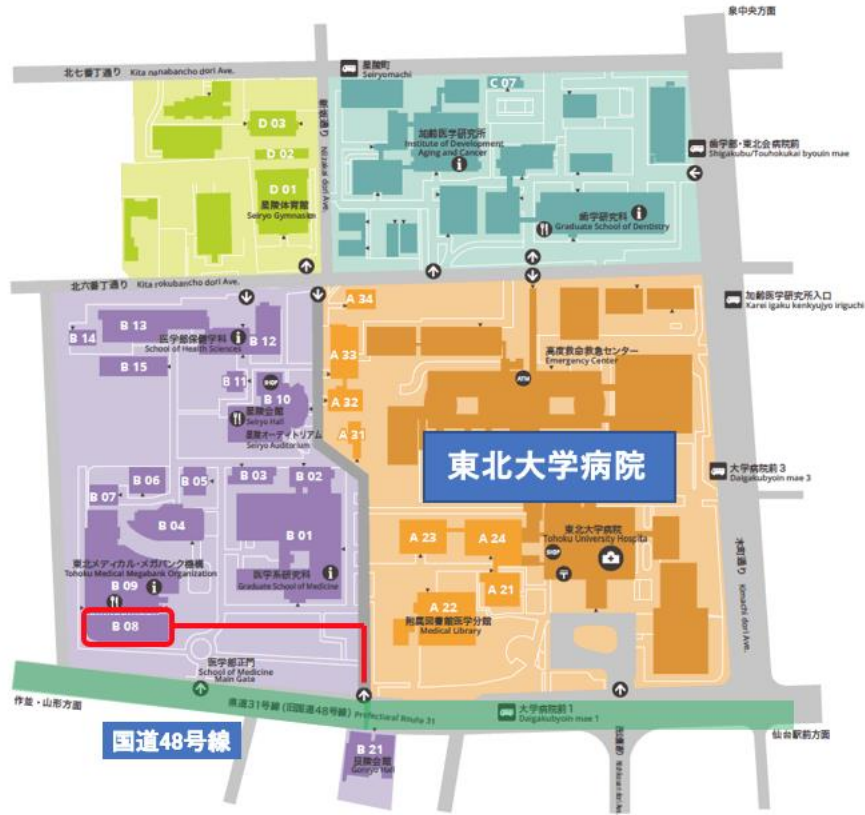 泉中央方面
北七番丁通り Kita nanabancho dori Ave.
星陵町
Seiryomachi
C 07
D 03
新坂通り Niizaka dori Ave.
加齢医学研究所
Institute of Development
Aging and Cancer
歯学部・東北会病院前
Shigakubu/Touhokukai byouin mae
D 02
D 01
星陵体育館
Seiryo Gymnasion
歯学研究科
Graduate School of Dentistry
北六番丁通り Kita rokubancho dori Ave.
加齢医学研究所入口
Karei igaku kenkyujyo iriguchi
A 34
B 13
B 14
医学部保健学科
School of Health Sciences
B 12
A 33
高度救命救急センター
Emergency Center
B 15
B 11
SHOP
ATM
B 10
A 32
星陵会館
Seiryo Hall
星陵オーディトリアム
Seiryo Auditorium
A 31
東北大学病院
大学病院前3
Daigakubyoin mae 3
B 06
B 05
B 03
B 02
B 07
B 04
B 01
A 23
A 24
東北大学病院
Tohoku University Hospita
SHOP
木町通り Kimachi dori Ave.
東北メディカル・メガバンク機構
Tohoku Medical Megabank Organization
医学系研究科
Graduate School of Medicine
B 09
A 21
A 22
附属図書館医学分館
Medical Library
B 08
医学部正門
School of Medicine
Main Gate
作並・山形方面
県道31号線(旧国道48号線) Prefectural Route 31
大学病院前1
Daigakubyoin mae 1
仙台駅前方面
国道48号線
B 21
艮陵会館
Gonryo Hall